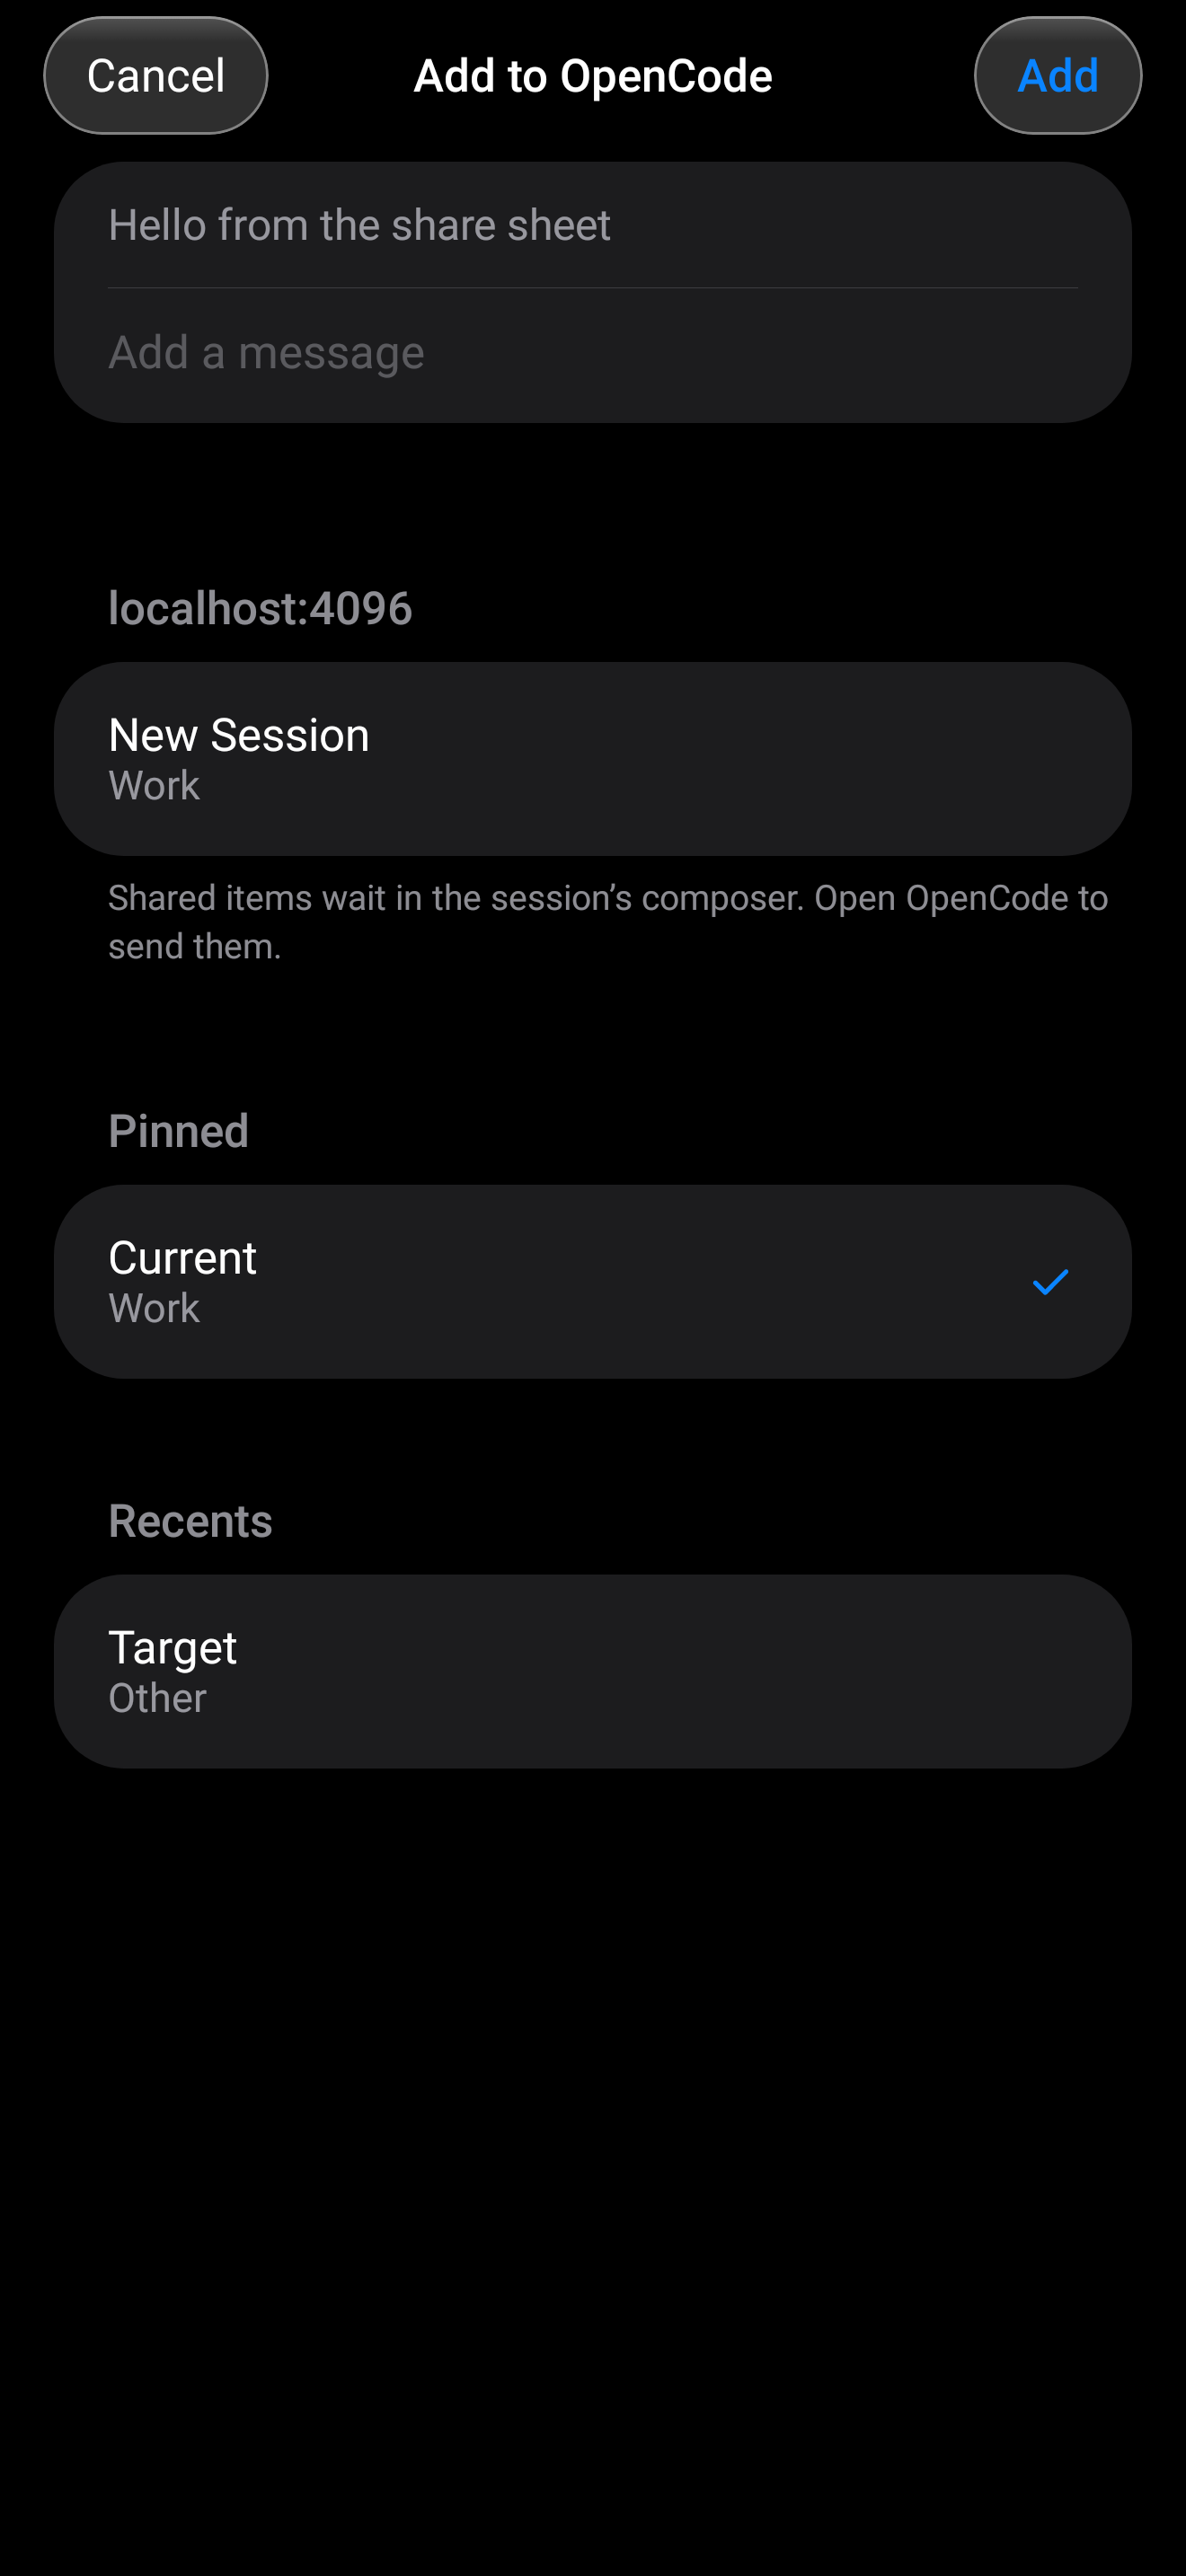 Cancel
Add to OpenCode
Add
Hello from the share sheet
Add a message
localhost:4096
New Session
Work
Shared items wait in the session’s composer. Open OpenCode to
send them.
Pinned
Current
Work
Recents
Target
Other